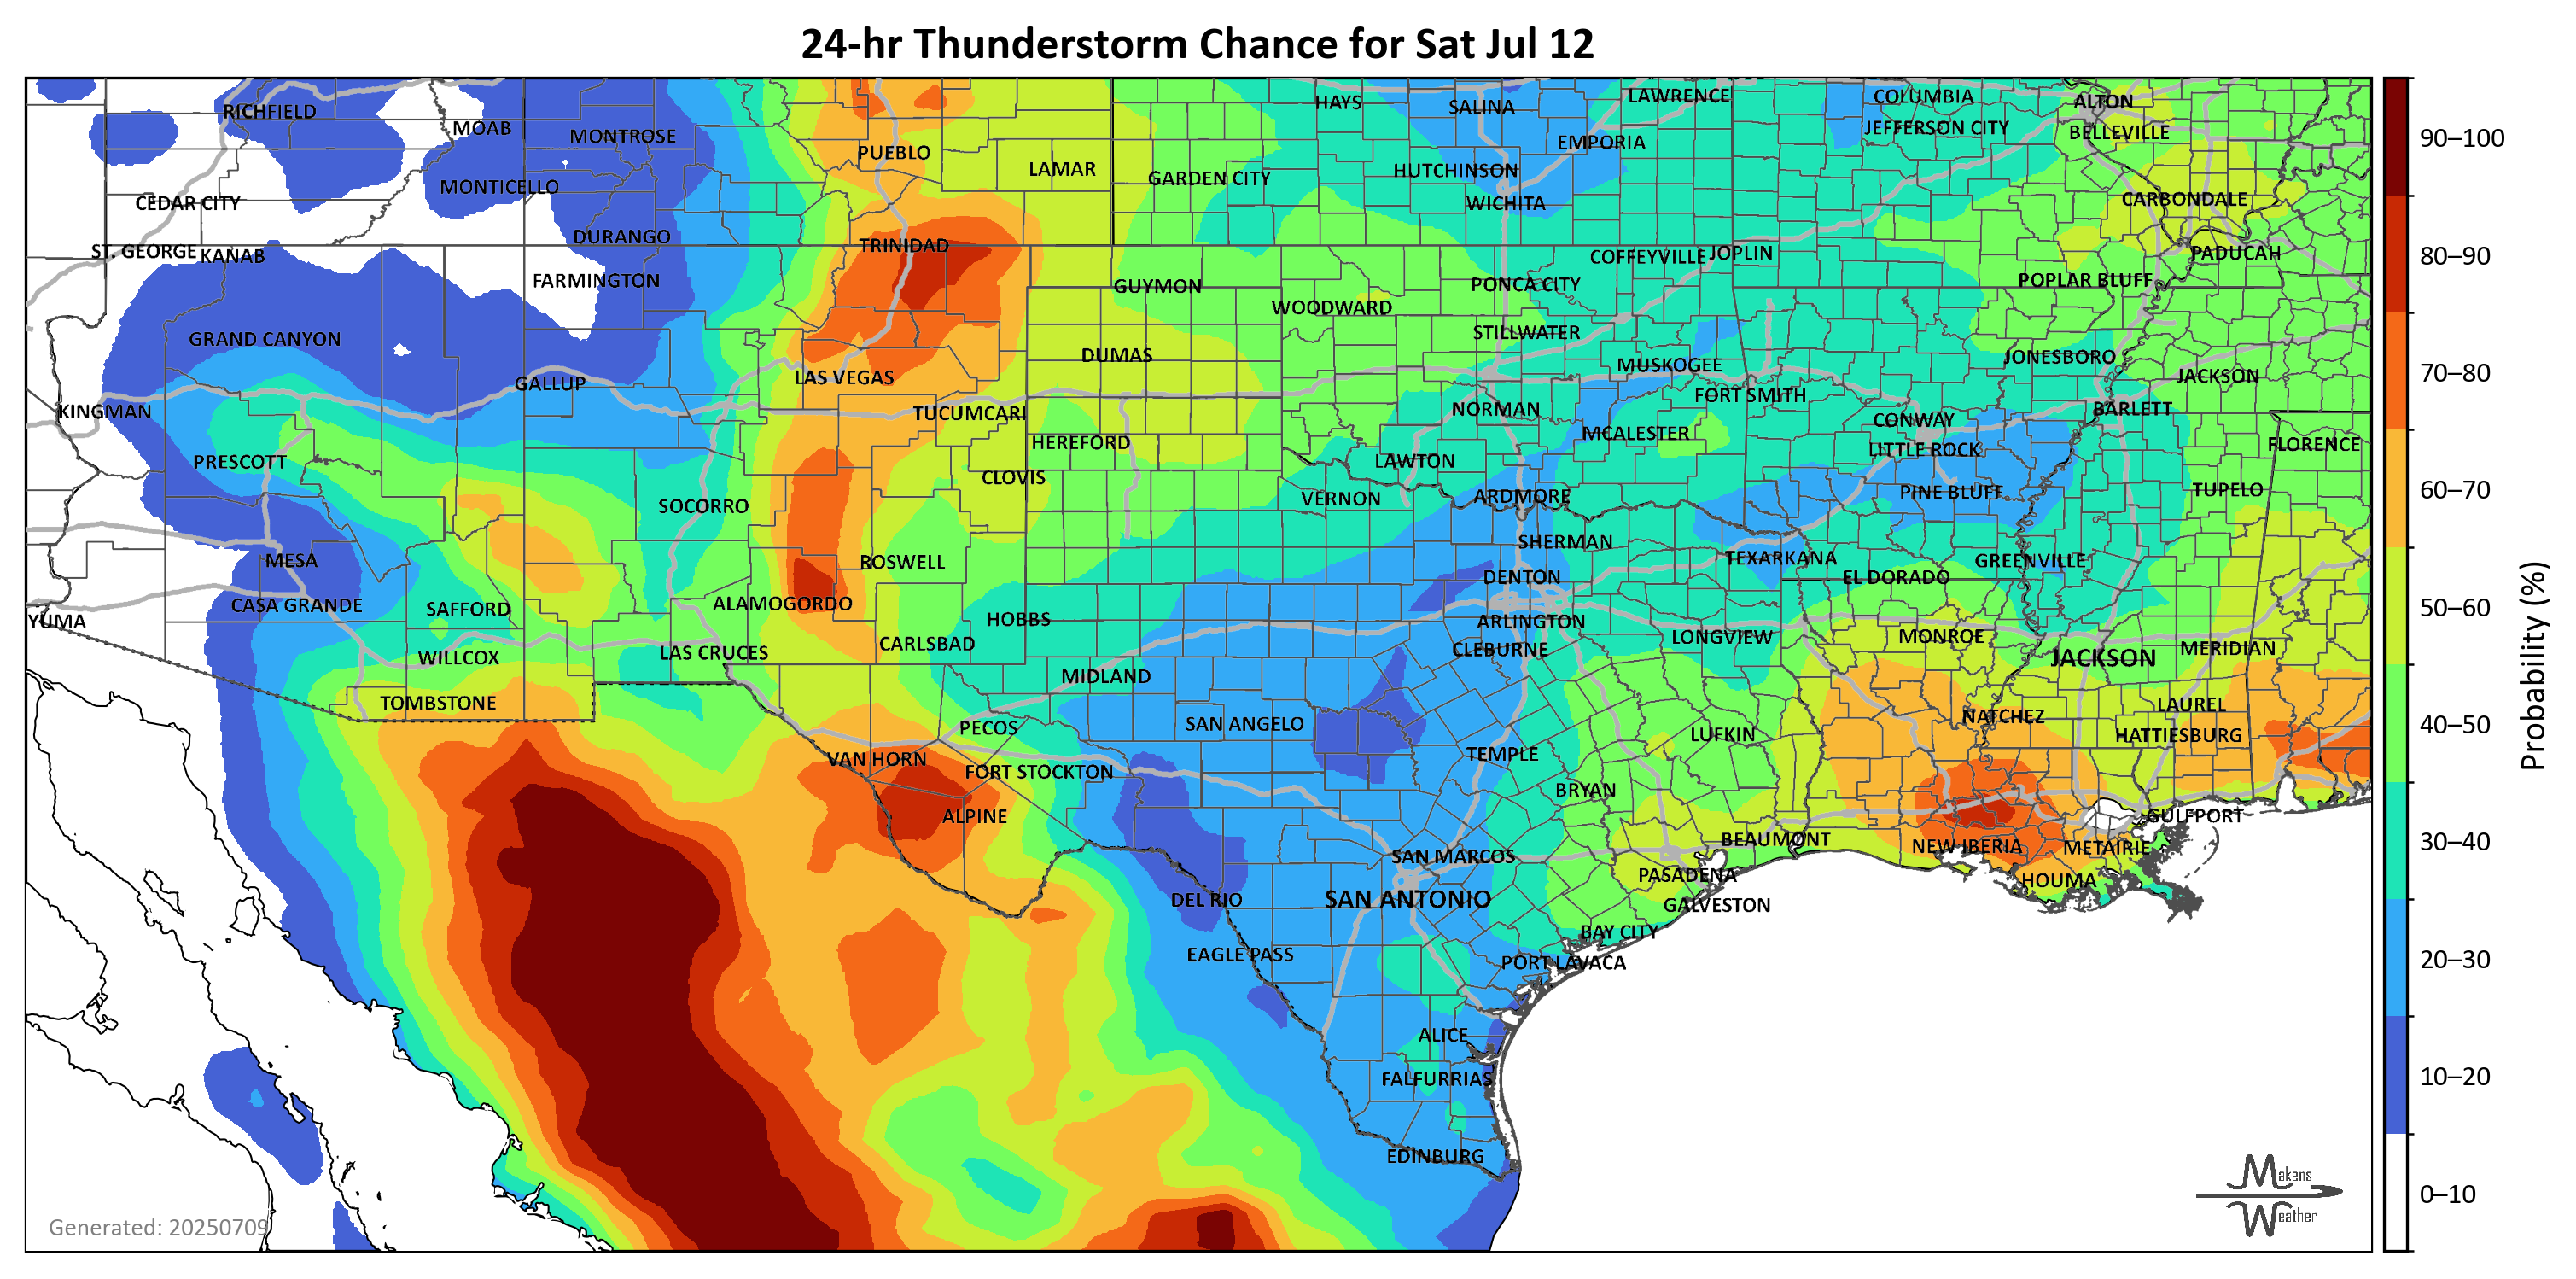 24-hr Thunderstorm Chance for Sat Jul 12
RICHFIELD
MOAB
MONTROSE
PUEBLO
LAMAR
GARDEN CITY
HAYS
SALINA
LAWRENCE
COLUMBIA
ALTON
EMPORIA
JEFFERSON CITY
BELLEVILLE
HUTCHINSON
MONTICELLO
CEDAR CITY
WICHITA
CARBONDALE
DURANGO
TRINIDAD
ST. GEORGE
KANAB
COFFEYVILLE
JOPLIN
PADUCAH
FARMINGTON
GUYMON
PONCA CITY
POPLAR BLUFF
WOODWARD
GRAND CANYON
STILLWATER
DUMAS
MUSKOGEE
JONESBORO
GALLUP
LAS VEGAS
JACKSON
FORT SMITH
KINGMAN
TUCUMCARI
NORMAN
BARLETT
CONWAY
HEREFORD
MCALESTER
LITTLE ROCK
FLORENCE
PRESCOTT
CLOVIS
LAWTON
PINE BLUFF
TUPELO
SOCORRO
VERNON
ARDMORE
SHERMAN
MESA
ROSWELL
TEXARKANA
GREENVILLE
DENTON
EL DORADO
CASA GRANDE
SAFFORD
ALAMOGORDO
YUMA
HOBBS
ARLINGTON
LONGVIEW
MONROE
CARLSBAD
CLEBURNE
MERIDIAN
WILLCOX
LAS CRUCES
JACKSON
MIDLAND
TOMBSTONE
LAUREL
PECOS
SAN ANGELO
NATCHEZ
LUFKIN
HATTIESBURG
VAN HORN
TEMPLE
FORT STOCKTON
BRYAN
ALPINE
GULFPORT
BEAUMONT
NEW IBERIA
METAIRIE
SAN MARCOS
PASADENA
HOUMA
DEL RIO
SAN ANTONIO
GALVESTON
BAY CITY
EAGLE PASS
PORT LAVACA
ALICE
FALFURRIAS
EDINBURG
Generated: 20250709
Makens
Weather
90–100
80–90
70–80
60–70
50–60
40–50
30–40
20–30
10–20
0–10
Probability (%)